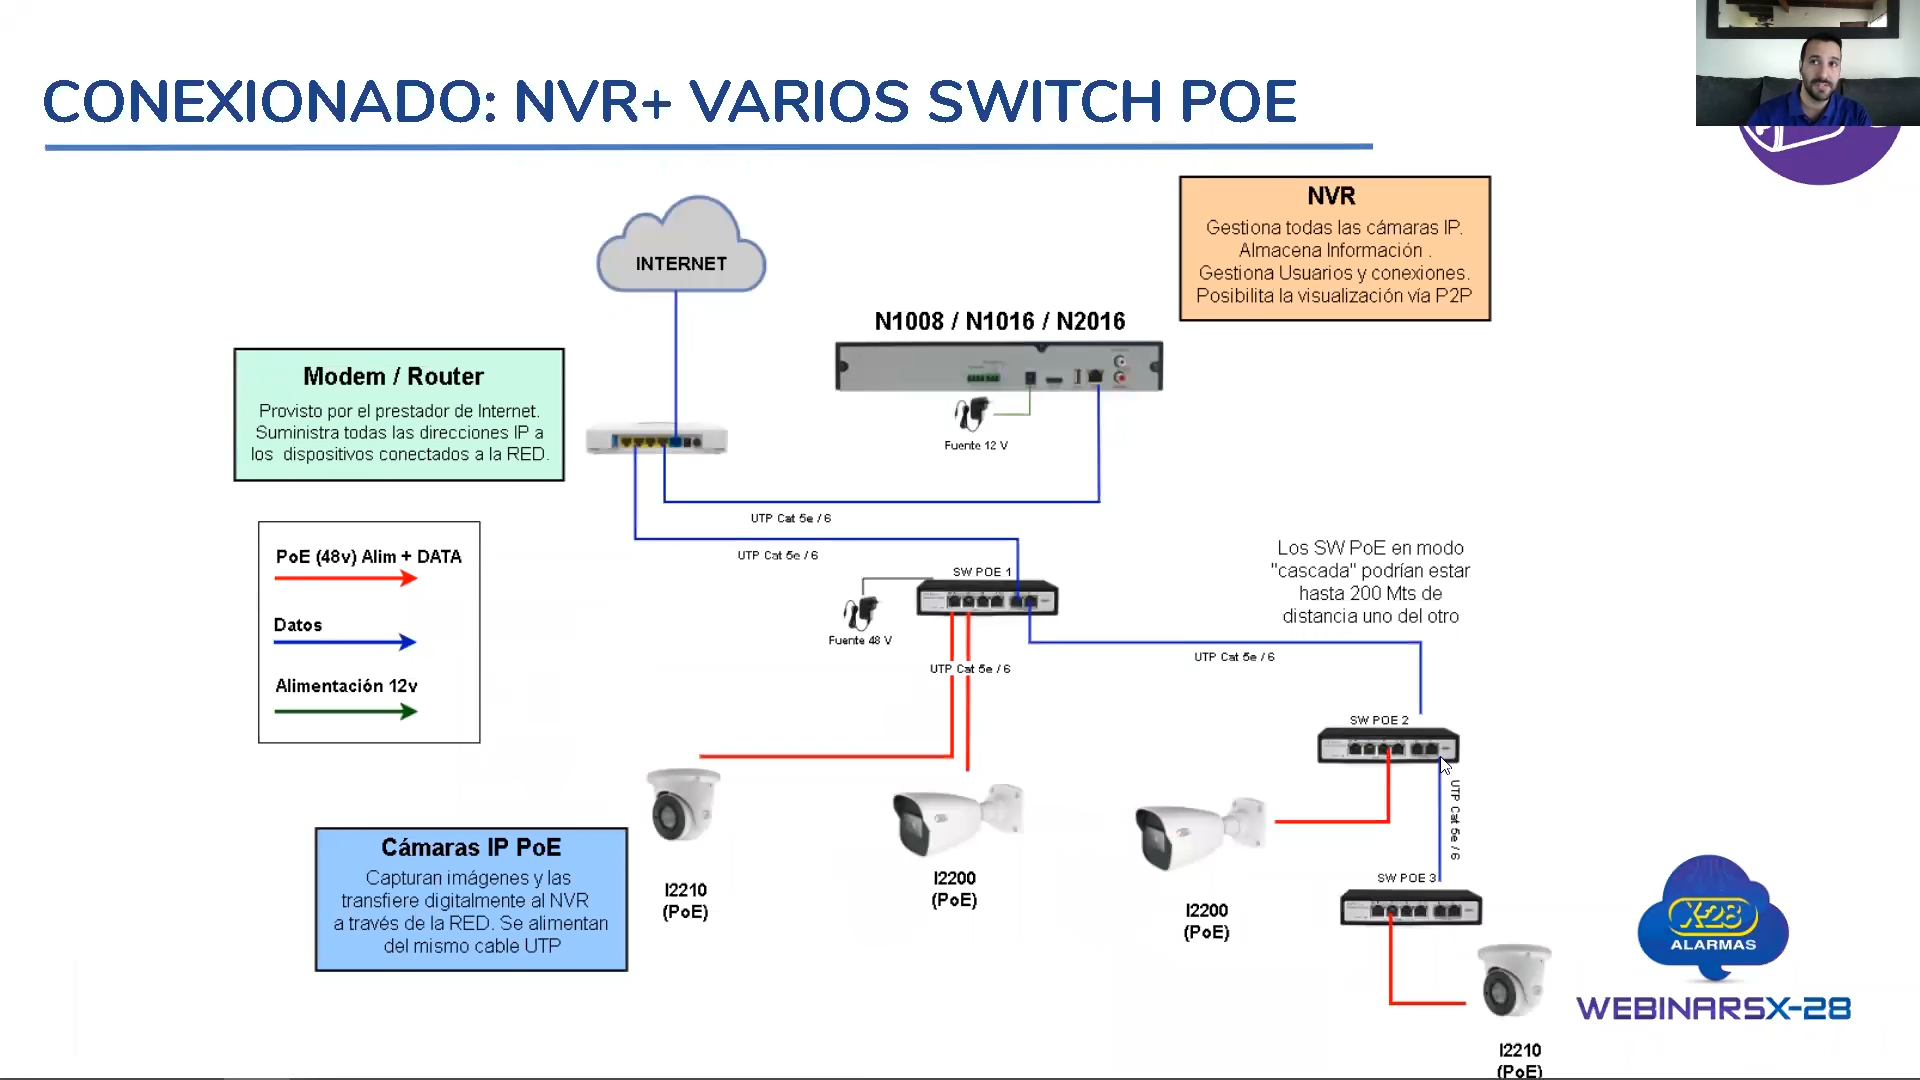 CONEXIONADO: NVR+ VARIOS SWITCH POE
NVR
Gestiona todas las cámaras IP.
Almacena Información .
Gestiona Usuarios y conexiones.
Posibilita la visualización vía P2P
INTERNET
N1008 / N1016 / N2016
Modem / Router
Provisto por el prestador de Internet.
Suministra todas las direcciones IP a
los dispositivos conectados a la RED.
Fuente 12 V
UTP Cat 5e / 6
UTP Cat 5e / 6
PoE (48v) Alim + DATA
Datos
Alimentación 12v
SW POE 1
Fuente 48 V
UTP Cat 5e / 6
Los SW PoE en modo
"cascada" podrían estar
hasta 200 Mts de
distancia uno del otro
UTP Cat 5e / 6
SW POE 2
UTP Cat 5e / 6
SW POE 3
Cámaras IP PoE
Capturan imágenes y las
transfiere digitalmente al NVR
a través de la RED. Se alimentan
del mismo cable UTP
I2210
(PoE)
I2200
(PoE)
I2200
(PoE)
I2210
(PoE)
X-28
ALARMAS
WEBINARSX-28